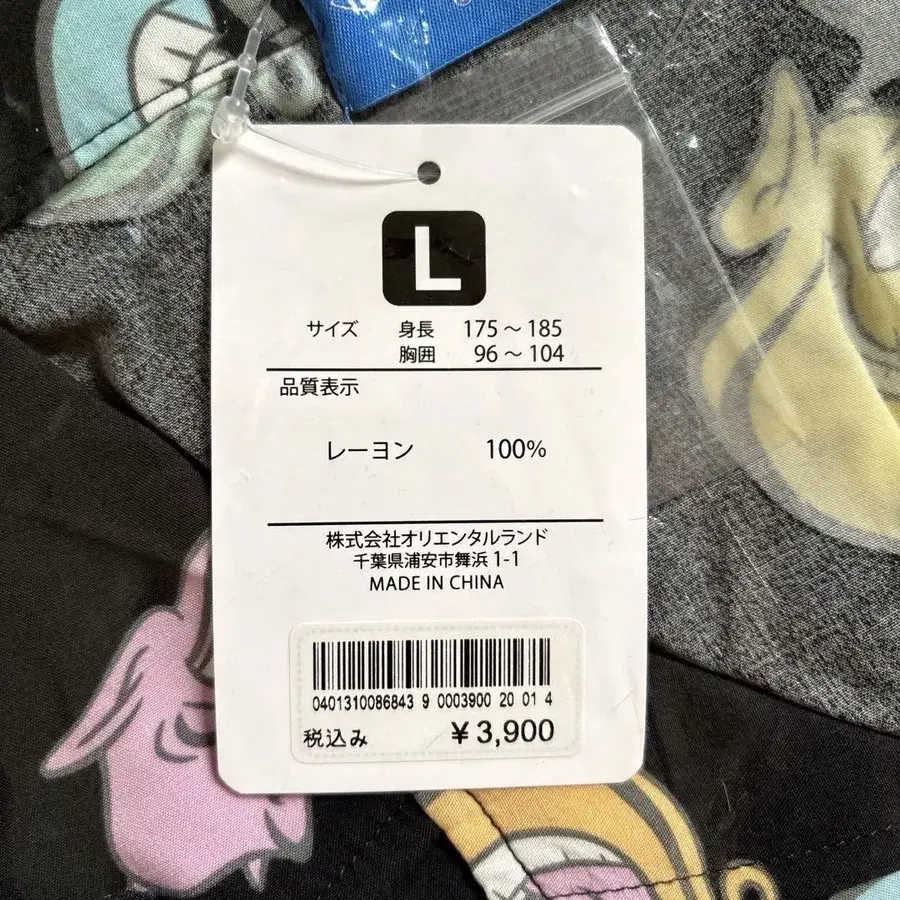 L
サイズ 身長 175～185
胸囲 96～104
品質表示
レーヨン 100%
株式会社オリエンタルランド
千葉県浦安市舞浜 1-1
MADE IN CHINA
0401310086843 9 0003900 20 01 4
税込み ¥3,900